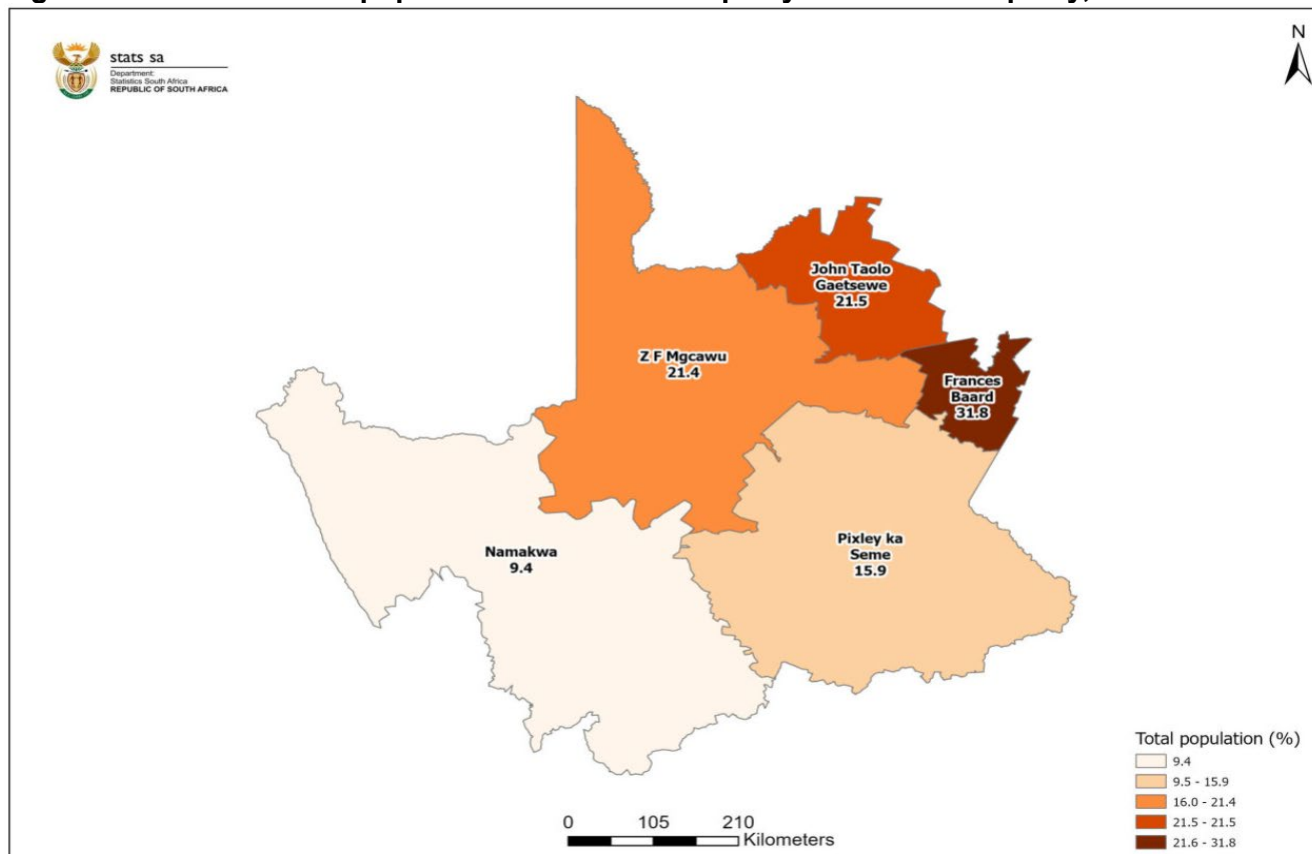 stats sa
Department:
Statistics South Africa
REPUBLIC OF SOUTH AFRICA
N
John Taolo
Gaetsewe
21.5
Z F Mgcawu
21.4
Frances
Baard
31.8
Namakwa
9.4
Pixley ka
Seme
15.9
Total population (%)
9.4
9.5 - 15.9
16.0 - 21.4
21.5 - 21.5
21.6 - 31.8
0 105 210
Kilometers